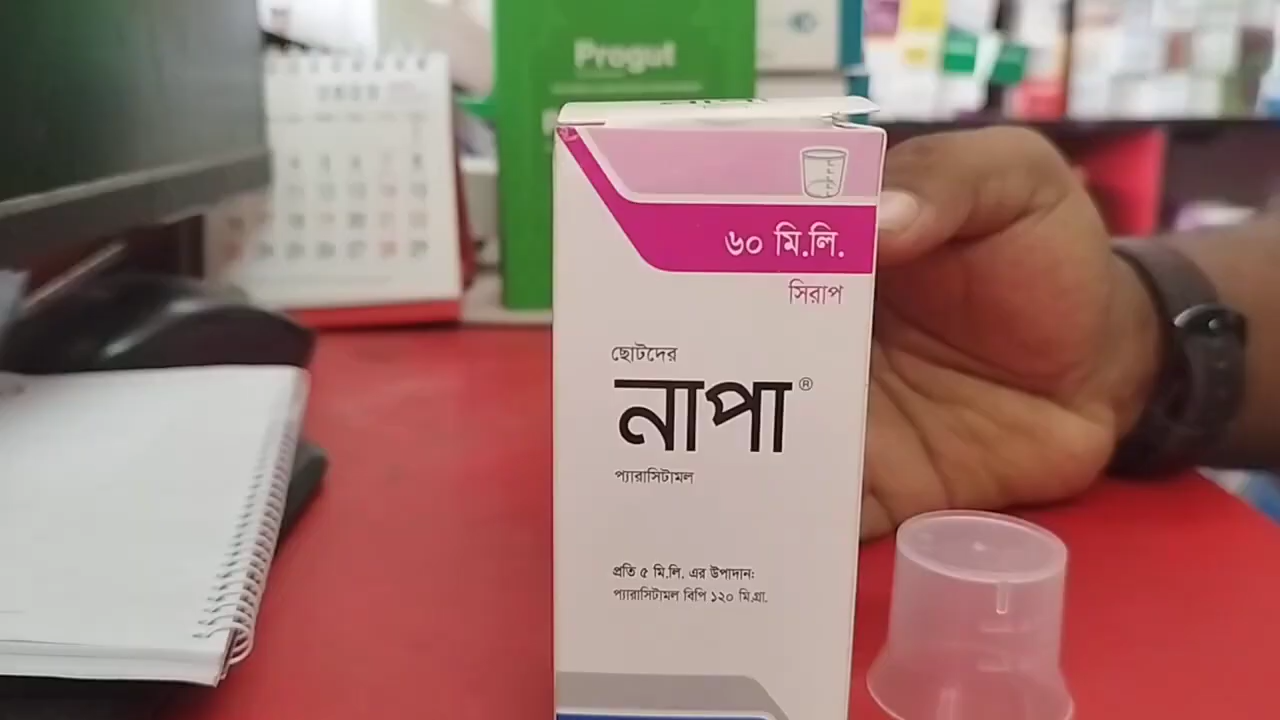 Progut
৬০ মি.লি.
সিরাপ
ছোটদের
নাপা®
প্যারাসিটামল
প্রতি ৫ মি.লি. এর উপাদান:
প্যারাসিটামল বিপি ১২০ মি.গ্রা.